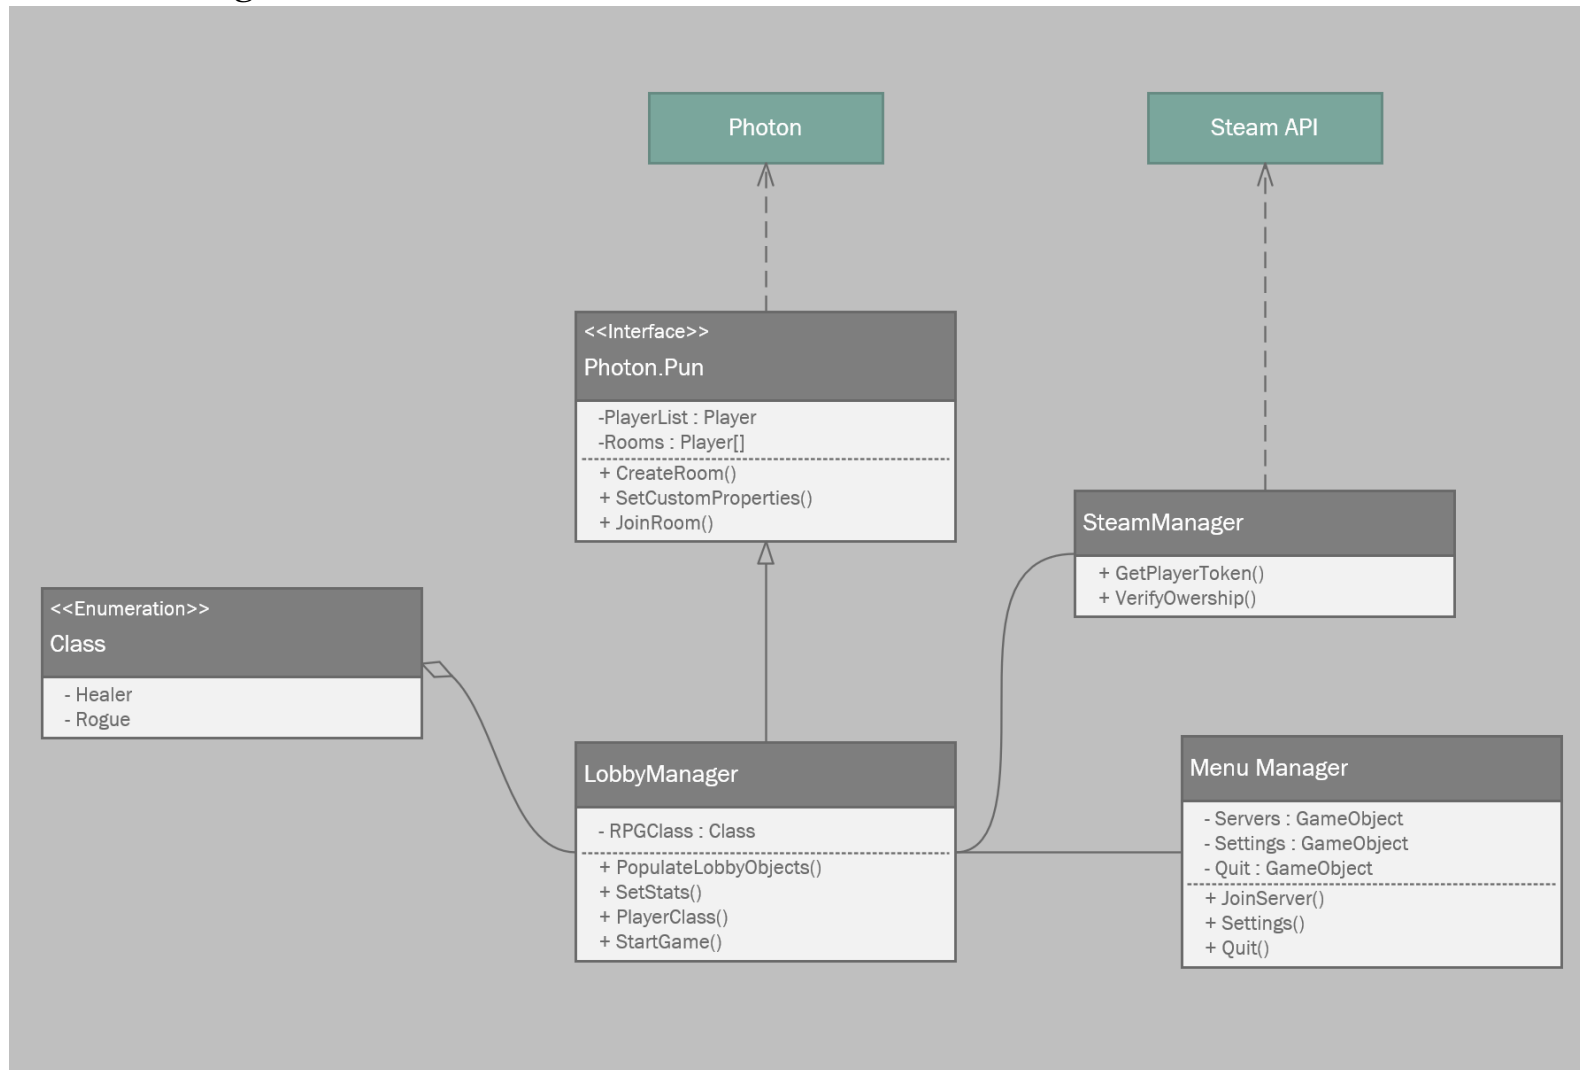 Photon
Steam API
<<Interface>>
Photon.Pun
-PlayerList : Player
-Rooms : Player[]
+ CreateRoom()
+ SetCustomProperties()
+ JoinRoom()
SteamManager
+ GetPlayerToken()
+ VerifyOwership()
<<Enumeration>>
Class
- Healer
- Rogue
LobbyManager
- RPGClass : Class
+ PopulateLobbyObjects()
+ SetStats()
+ PlayerClass()
+ StartGame()
Menu Manager
- Servers : GameObject
- Settings : GameObject
- Quit : GameObject
+ JoinServer()
+ Settings()
+ Quit()